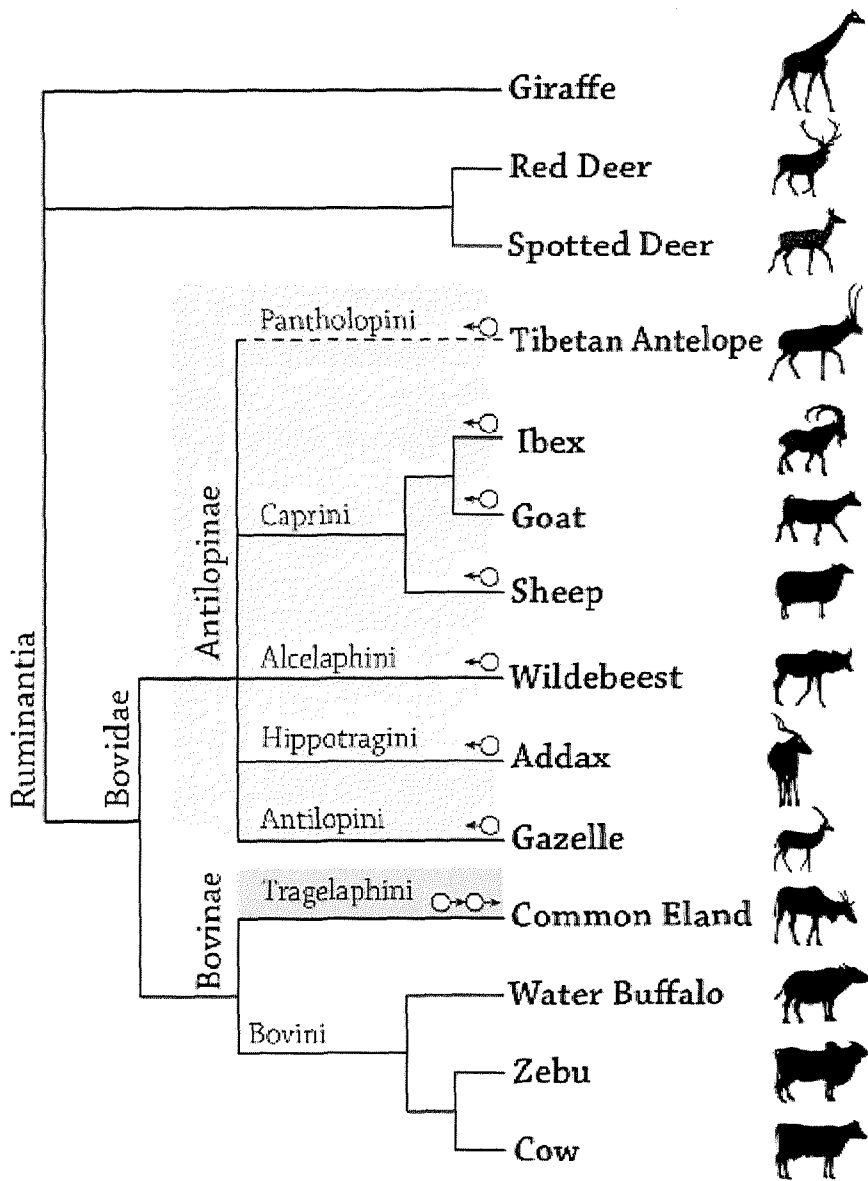 Giraffe
Red Deer
Spotted Deer
Pantholopini
Tibetan Antelope
Ibex
Caprini
Goat
Sheep
Antilopinae
Alcelaphini
Wildebeest
Hippotragini
Addax
Antilopini
Gazelle
Ruminantia
Bovidae
Tragelaphini
Common Eland
Bovinae
Water Buffalo
Bovini
Zebu
Cow